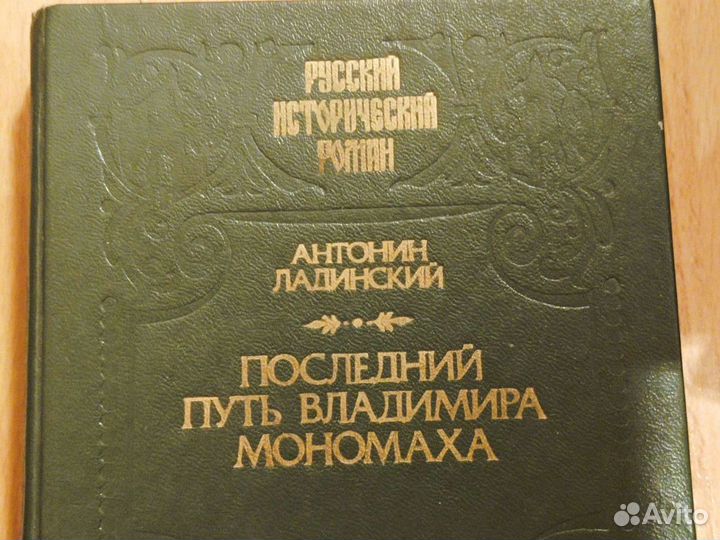 РУССКИЙ
ИСТОРИЧЕСКИЙ
РОМАН
АНТОНИН
ЛАДИНСКИЙ
ПОСЛЕДНИЙ
ПУТЬ ВЛАДИМИРА
МОНОМАХА
Avito